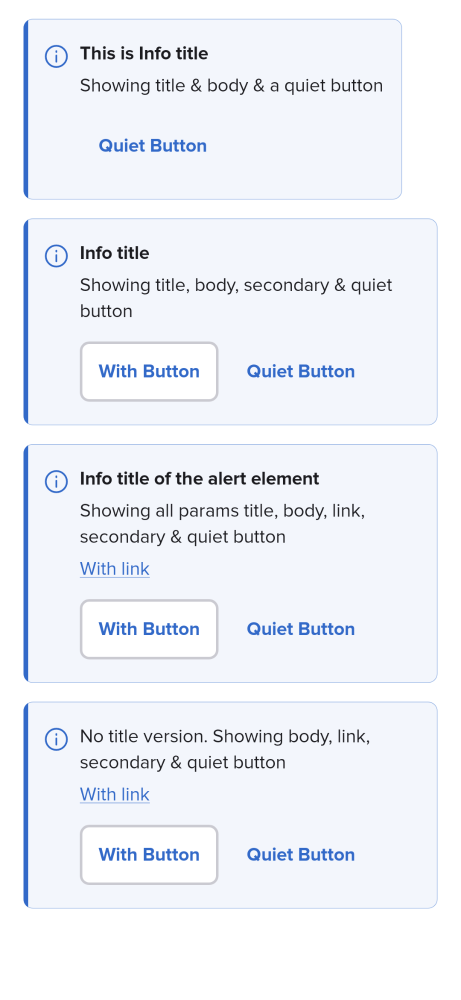 This is Info title
Showing title & body & a quiet button
Quiet Button
Info title
Showing title, body, secondary & quiet
button
With Button Quiet Button
Info title of the alert element
Showing all params title, body, link,
secondary & quiet button
With link
With Button Quiet Button
No title version. Showing body, link,
secondary & quiet button
With link
With Button Quiet Button